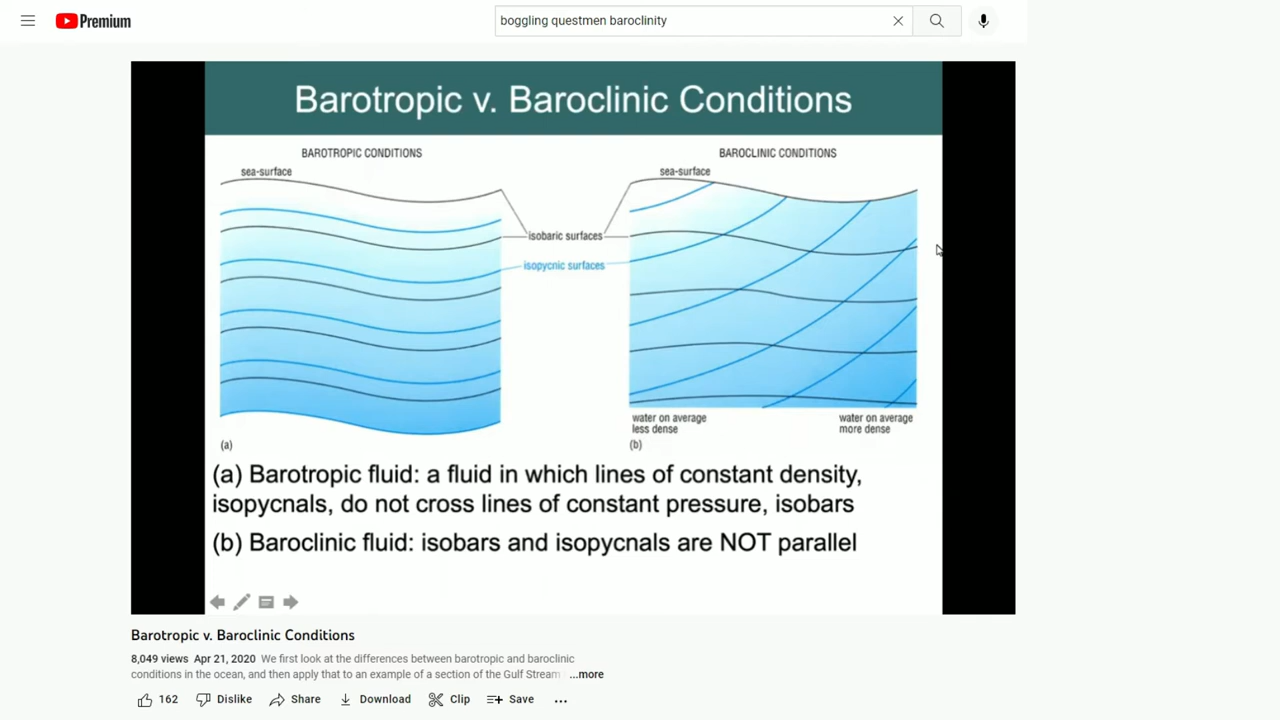 Premium
boggling questmen baroclinity
Barotropic v. Baroclinic Conditions
BAROTROPIC CONDITIONS
BAROCLINIC CONDITIONS
sea-surface
sea-surface
isobaric surfaces
isopycnic surfaces
water on average
less dense
water on average
more dense
(a)
(b)
(a) Barotropic fluid: a fluid in which lines of constant density,
isopycnals, do not cross lines of constant pressure, isobars
(b) Baroclinic fluid: isobars and isopycnals are NOT parallel
Barotropic v. Baroclinic Conditions
8,049 views Apr 21, 2020 We first look at the differences between barotropic and baroclinic
conditions in the ocean, and then apply that to an example of a section of the Gulf Stream ...more
162 Dislike Share Download Clip Save ...